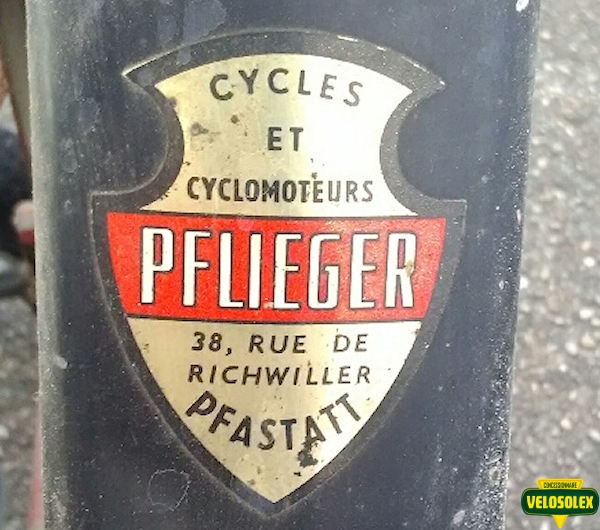 CYCLES
ET
CYCLOMOTEURS
PFLIEGER
38, RUE DE
RICHWILLER
PFASTATT
CONCESSIONNAIRE
VELOSOLEX